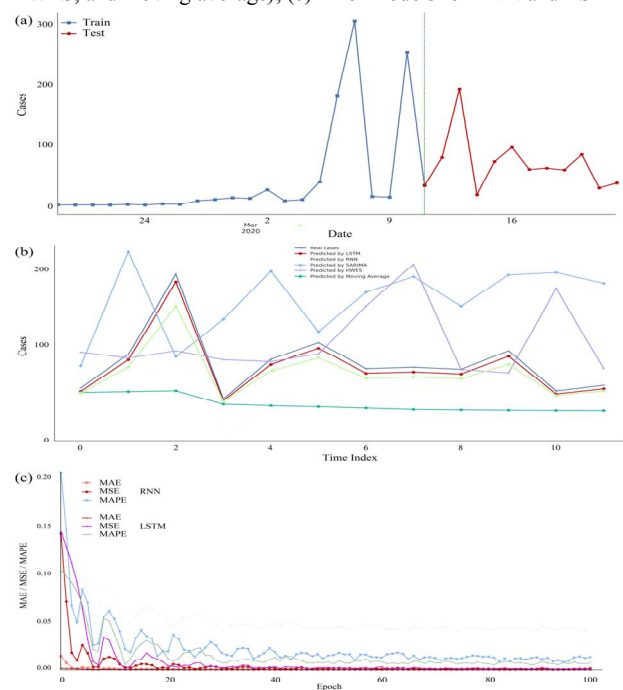 (a)
Train
Test
300
200
100
0
Cases
24
2
9
16
Mar
2020
Date
(b)
Fatal cases
Predicted by LSTM
Predicted by RNN
Predicted by SARIMA
Predicted by HWES
Predicted by Moving Average
200
100
0
Cases
0
2
4
6
8
10
Time Index
(c)
MAE
MSE RNN
MAPE
MAE
MSE LSTM
MAPE
0.20
0.15
0.10
0.05
0.00
MAE / MSE / MAPE
0
20
40
60
80
100
Epoch